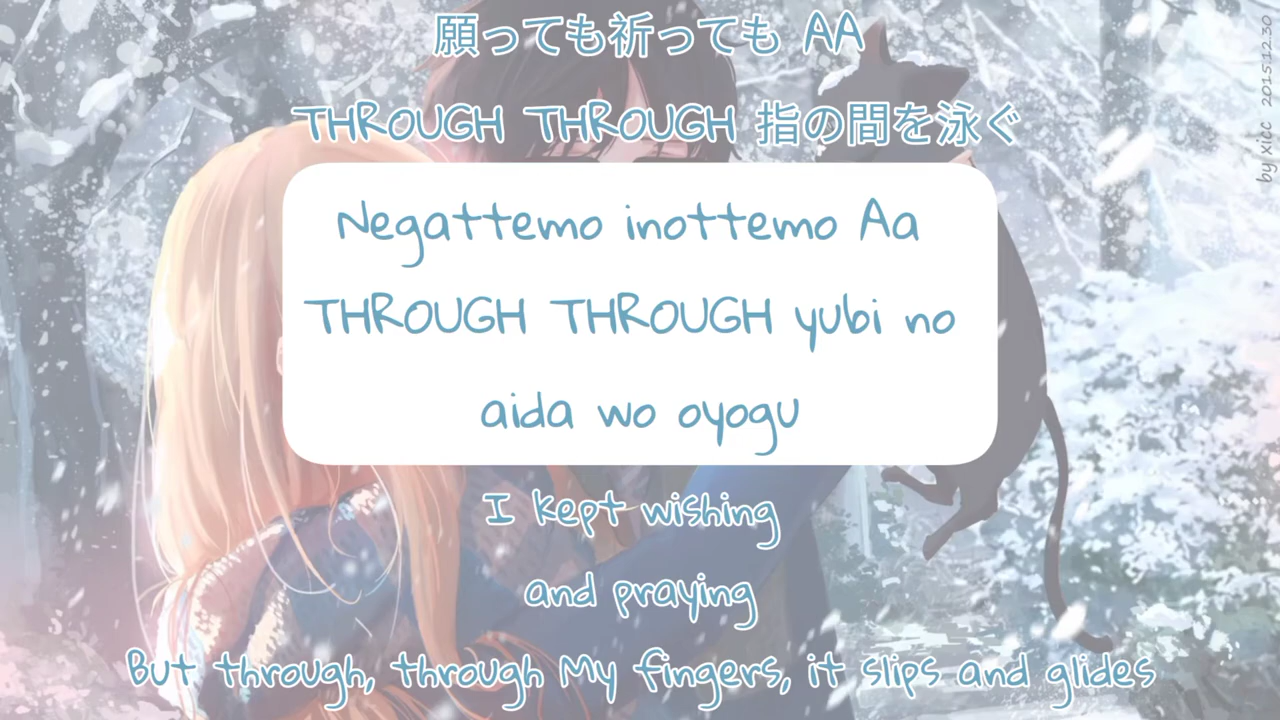 願っても祈っても AA
THROUGH THROUGH 指の間を泳ぐ
Negattemo inottemo Aa
THROUGH THROUGH yubi no
aida wo oyogu
I kept wishing
and praying
But through, through My fingers, it slips and glides
by xicc 2015.12.30